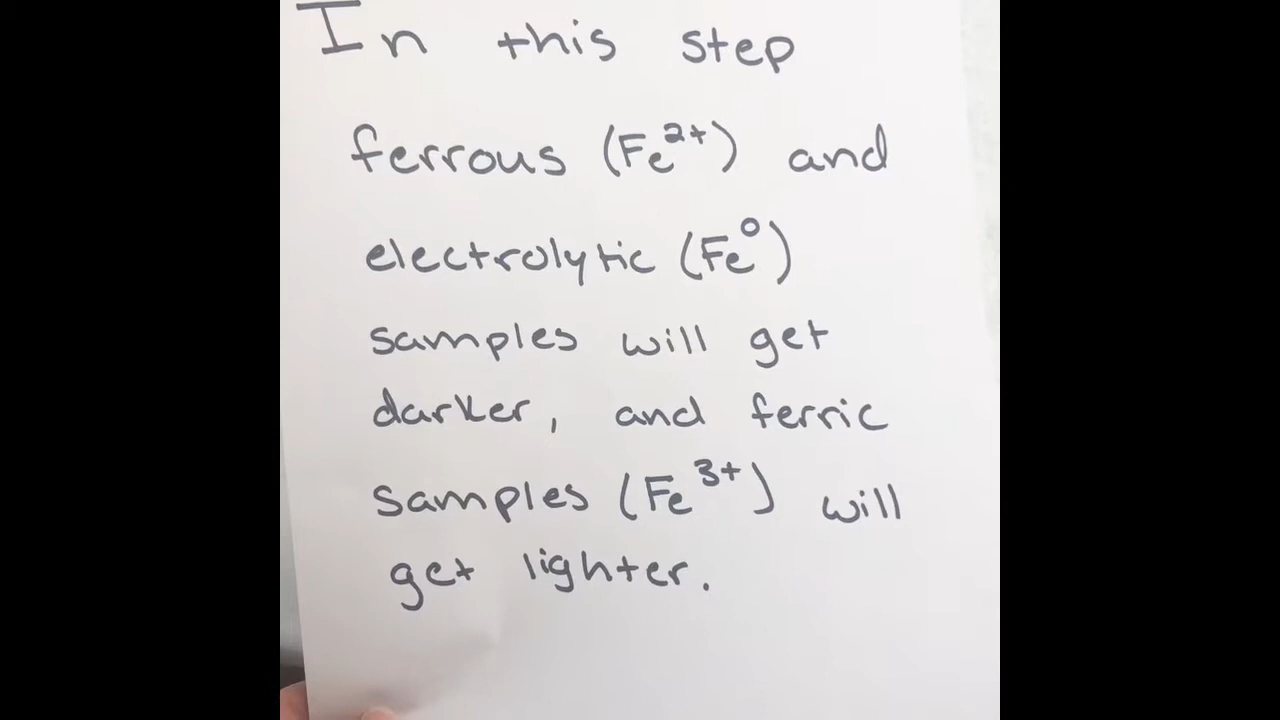 In this step
ferrous (Fe²⁺) and
electrolytic (Fe⁰)
samples will get
darker, and ferric
samples (Fe³⁺) will
get lighter.